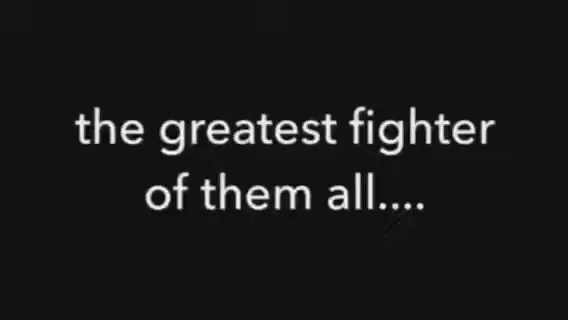 the greatest fighter
of them all....